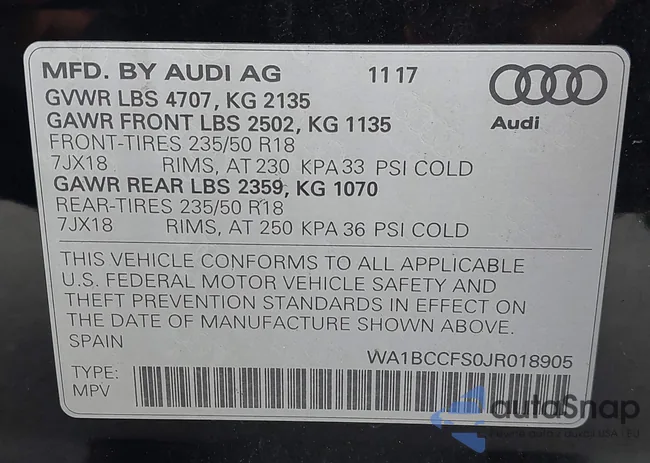 MFD. BY AUDI AG 11 17
GVWR LBS 4707, KG 2135
GAWR FRONT LBS 2502, KG 1135
FRONT-TIRES 235/50 R18
7JX18 RIMS, AT 230 KPA 33 PSI COLD
GAWR REAR LBS 2359, KG 1070
REAR-TIRES 235/50 R18
7JX18 RIMS, AT 250 KPA 36 PSI COLD
Audi
THIS VEHICLE CONFORMS TO ALL APPLICABLE
U.S. FEDERAL MOTOR VEHICLE SAFETY AND
THEFT PREVENTION STANDARDS IN EFFECT ON
THE DATE OF MANUFACTURE SHOWN ABOVE.
SPAIN
WA1BCCFS0JR018905
TYPE:
MPV
autoSnap